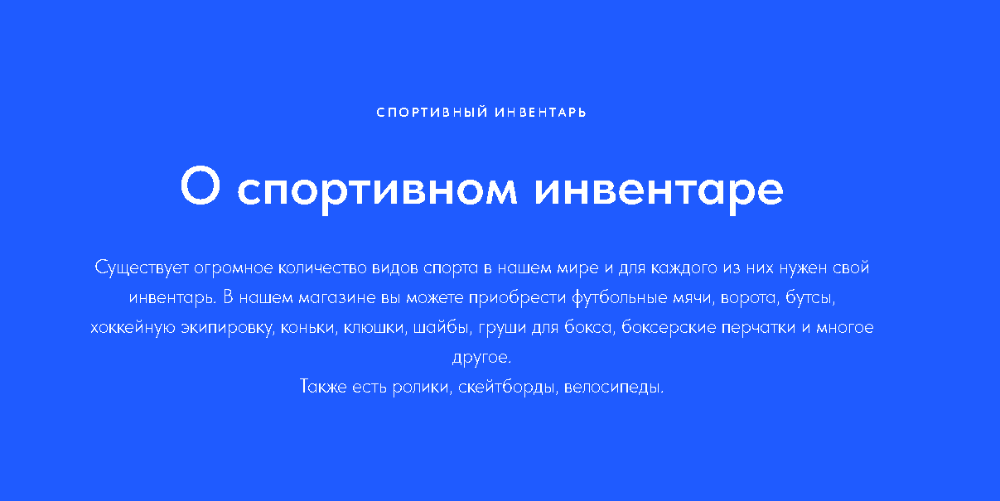 СПОРТИВНЫЙ ИНВЕНТАРЬ
О спортивном инвентаре
Существует огромное количество видов спорта в нашем мире и для каждого из них нужен свой
инвентарь. В нашем магазине вы можете приобрести футбольные мячи, ворота, бутсы,
хоккейную экипировку, коньки, клюшки, шайбы, груши для бокса, боксерские перчатки и многое
другое.
Также есть ролики, скейтборды, велосипеды.